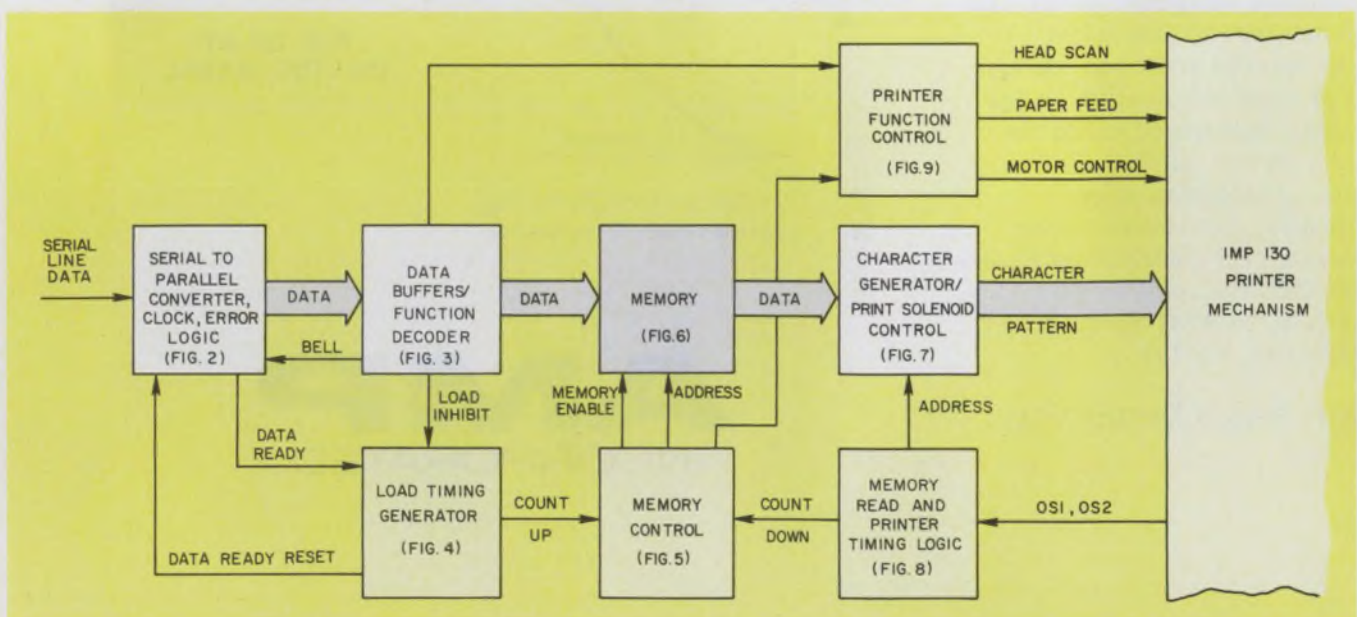 HEAD SCAN
PRINTER
FUNCTION
CONTROL
(FIG.9)
PAPER FEED
MOTOR CONTROL
SERIAL
LINE
DATA
SERIAL TO
PARALLEL
CONVERTER,
CLOCK, ERROR
LOGIC
(FIG. 2)
DATA
DATA
BUFFERS/
FUNCTION
DECODER
(FIG. 3)
DATA
MEMORY
(FIG.6)
DATA
CHARACTER
GENERATOR/
PRINT SOLENOID
CONTROL
(FIG.7)
CHARACTER
PATTERN
IMP 130
PRINTER
MECHANISM
BELL
LOAD
INHIBIT
MEMORY
ENABLE
ADDRESS
ADDRESS
DATA
READY
LOAD TIMING
GENERATOR
(FIG. 4)
COUNT
UP
MEMORY
CONTROL
(FIG.5)
COUNT
DOWN
MEMORY
READ AND
PRINTER
TIMING LOGIC
(FIG. 8)
OS1, OS2
DATA READY RESET